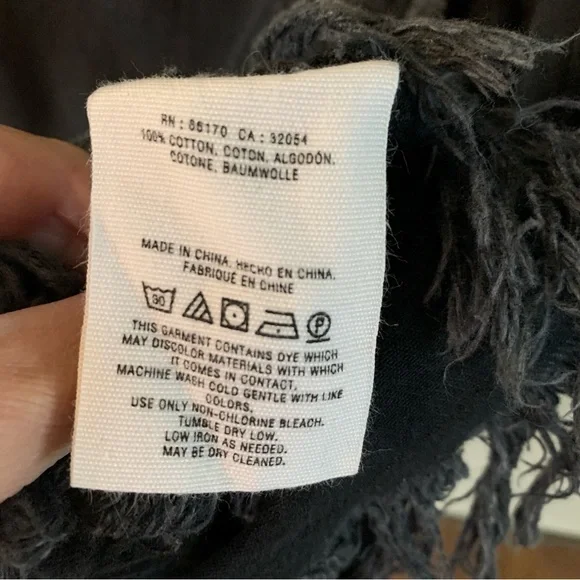 RN : 86170 CA : 32054
100% COTTON, COTON, ALGODÓN,
COTONE, BAUMWOLLE
MADE IN CHINA. HECHO EN CHINA.
FABRIQUÉ EN CHINE
30 P
THIS GARMENT CONTAINS DYE WHICH
MAY DISCOLOR MATERIALS WITH WHICH
IT COMES IN CONTACT.
MACHINE WASH COLD GENTLE WITH LIKE
COLORS.
USE ONLY NON-CHLORINE BLEACH.
TUMBLE DRY LOW.
LOW IRON AS NEEDED.
MAY BE DRY CLEANED.